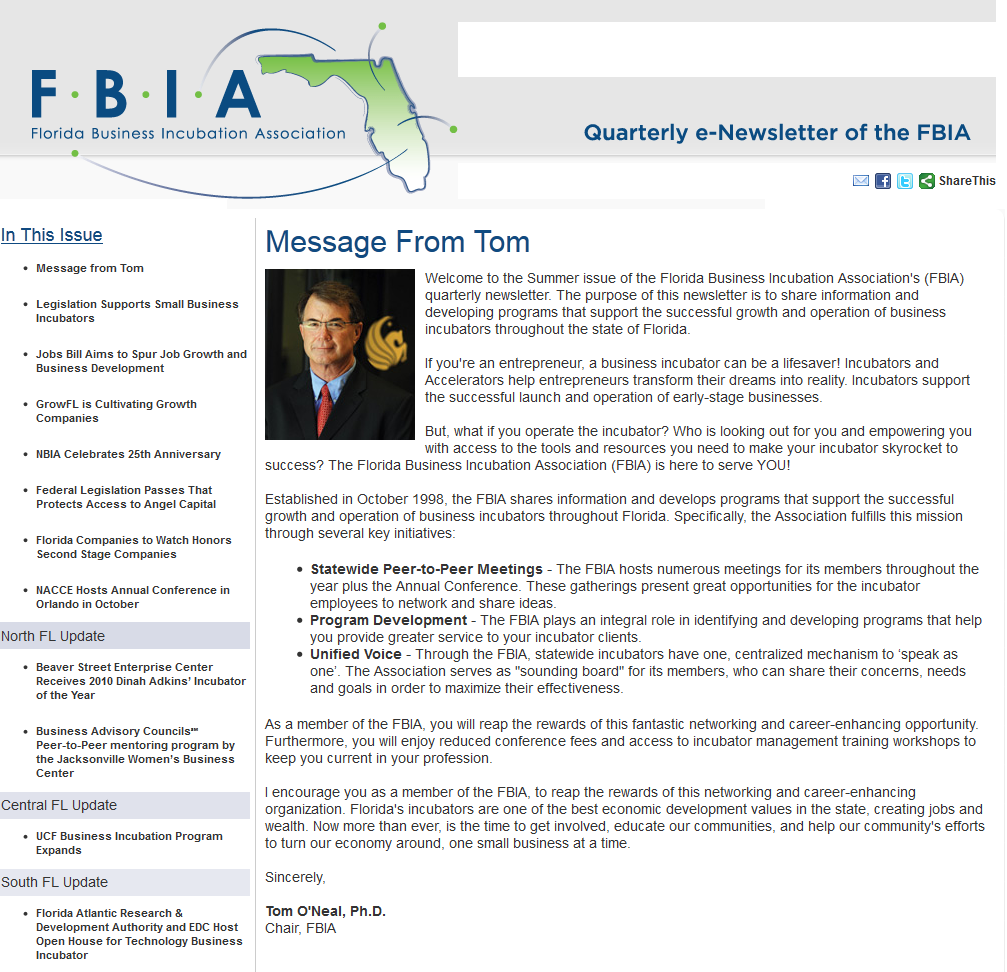 F·B·I·A
Florida Business Incubation Association
Quarterly e-Newsletter of the FBIA
ShareThis
In This Issue
Message from Tom
Legislation Supports Small Business
Incubators
Jobs Bill Aims to Spur Job Growth and
Business Development
GrowFL is Cultivating Growth
Companies
NBIA Celebrates 25th Anniversary
Federal Legislation Passes That
Protects Access to Angel Capital
Florida Companies to Watch Honors
Second Stage Companies
NACCE Hosts Annual Conference in
Orlando in October
North FL Update
Beaver Street Enterprise Center
Receives 2010 Dinah Adkins’ Incubator
of the Year
Business Advisory Councils℠
Peer-to-Peer mentoring program by
the Jacksonville Women’s Business
Center
Central FL Update
UCF Business Incubation Program
Expands
South FL Update
Florida Atlantic Research &
Development Authority and EDC Host
Open House for Technology Business
Incubator
Message From Tom
Welcome to the Summer issue of the Florida Business Incubation Association's (FBIA)
quarterly newsletter. The purpose of this newsletter is to share information and
developing programs that support the successful growth and operation of business
incubators throughout the state of Florida.
If you're an entrepreneur, a business incubator can be a lifesaver! Incubators and
Accelerators help entrepreneurs transform their dreams into reality. Incubators support
the successful launch and operation of early-stage businesses.
But, what if you operate the incubator? Who is looking out for you and empowering you
with access to the tools and resources you need to make your incubator skyrocket to
success? The Florida Business Incubation Association (FBIA) is here to serve YOU!
Established in October 1998, the FBIA shares information and develops programs that support the successful
growth and operation of business incubators throughout Florida. Specifically, the Association fulfills this mission
through several key initiatives:
Statewide Peer-to-Peer Meetings - The FBIA hosts numerous meetings for its members throughout the
year plus the Annual Conference. These gatherings present great opportunities for the incubator
employees to network and share ideas.
Program Development - The FBIA plays an integral role in identifying and developing programs that help
you provide greater service to your incubator clients.
Unified Voice - Through the FBIA, statewide incubators have one, centralized mechanism to ‘speak as
one’. The Association serves as "sounding board" for its members, who can share their concerns, needs
and goals in order to maximize their effectiveness.
As a member of the FBIA, you will reap the rewards of this fantastic networking and career-enhancing opportunity.
Furthermore, you will enjoy reduced conference fees and access to incubator management training workshops to
keep you current in your profession.
I encourage you as a member of the FBIA, to reap the rewards of this networking and career-enhancing
organization. Florida's incubators are one of the best economic development values in the state, creating jobs and
wealth. Now more than ever, is the time to get involved, educate our communities, and help our community's efforts
to turn our economy around, one small business at a time.
Sincerely,
Tom O'Neal, Ph.D.
Chair, FBIA